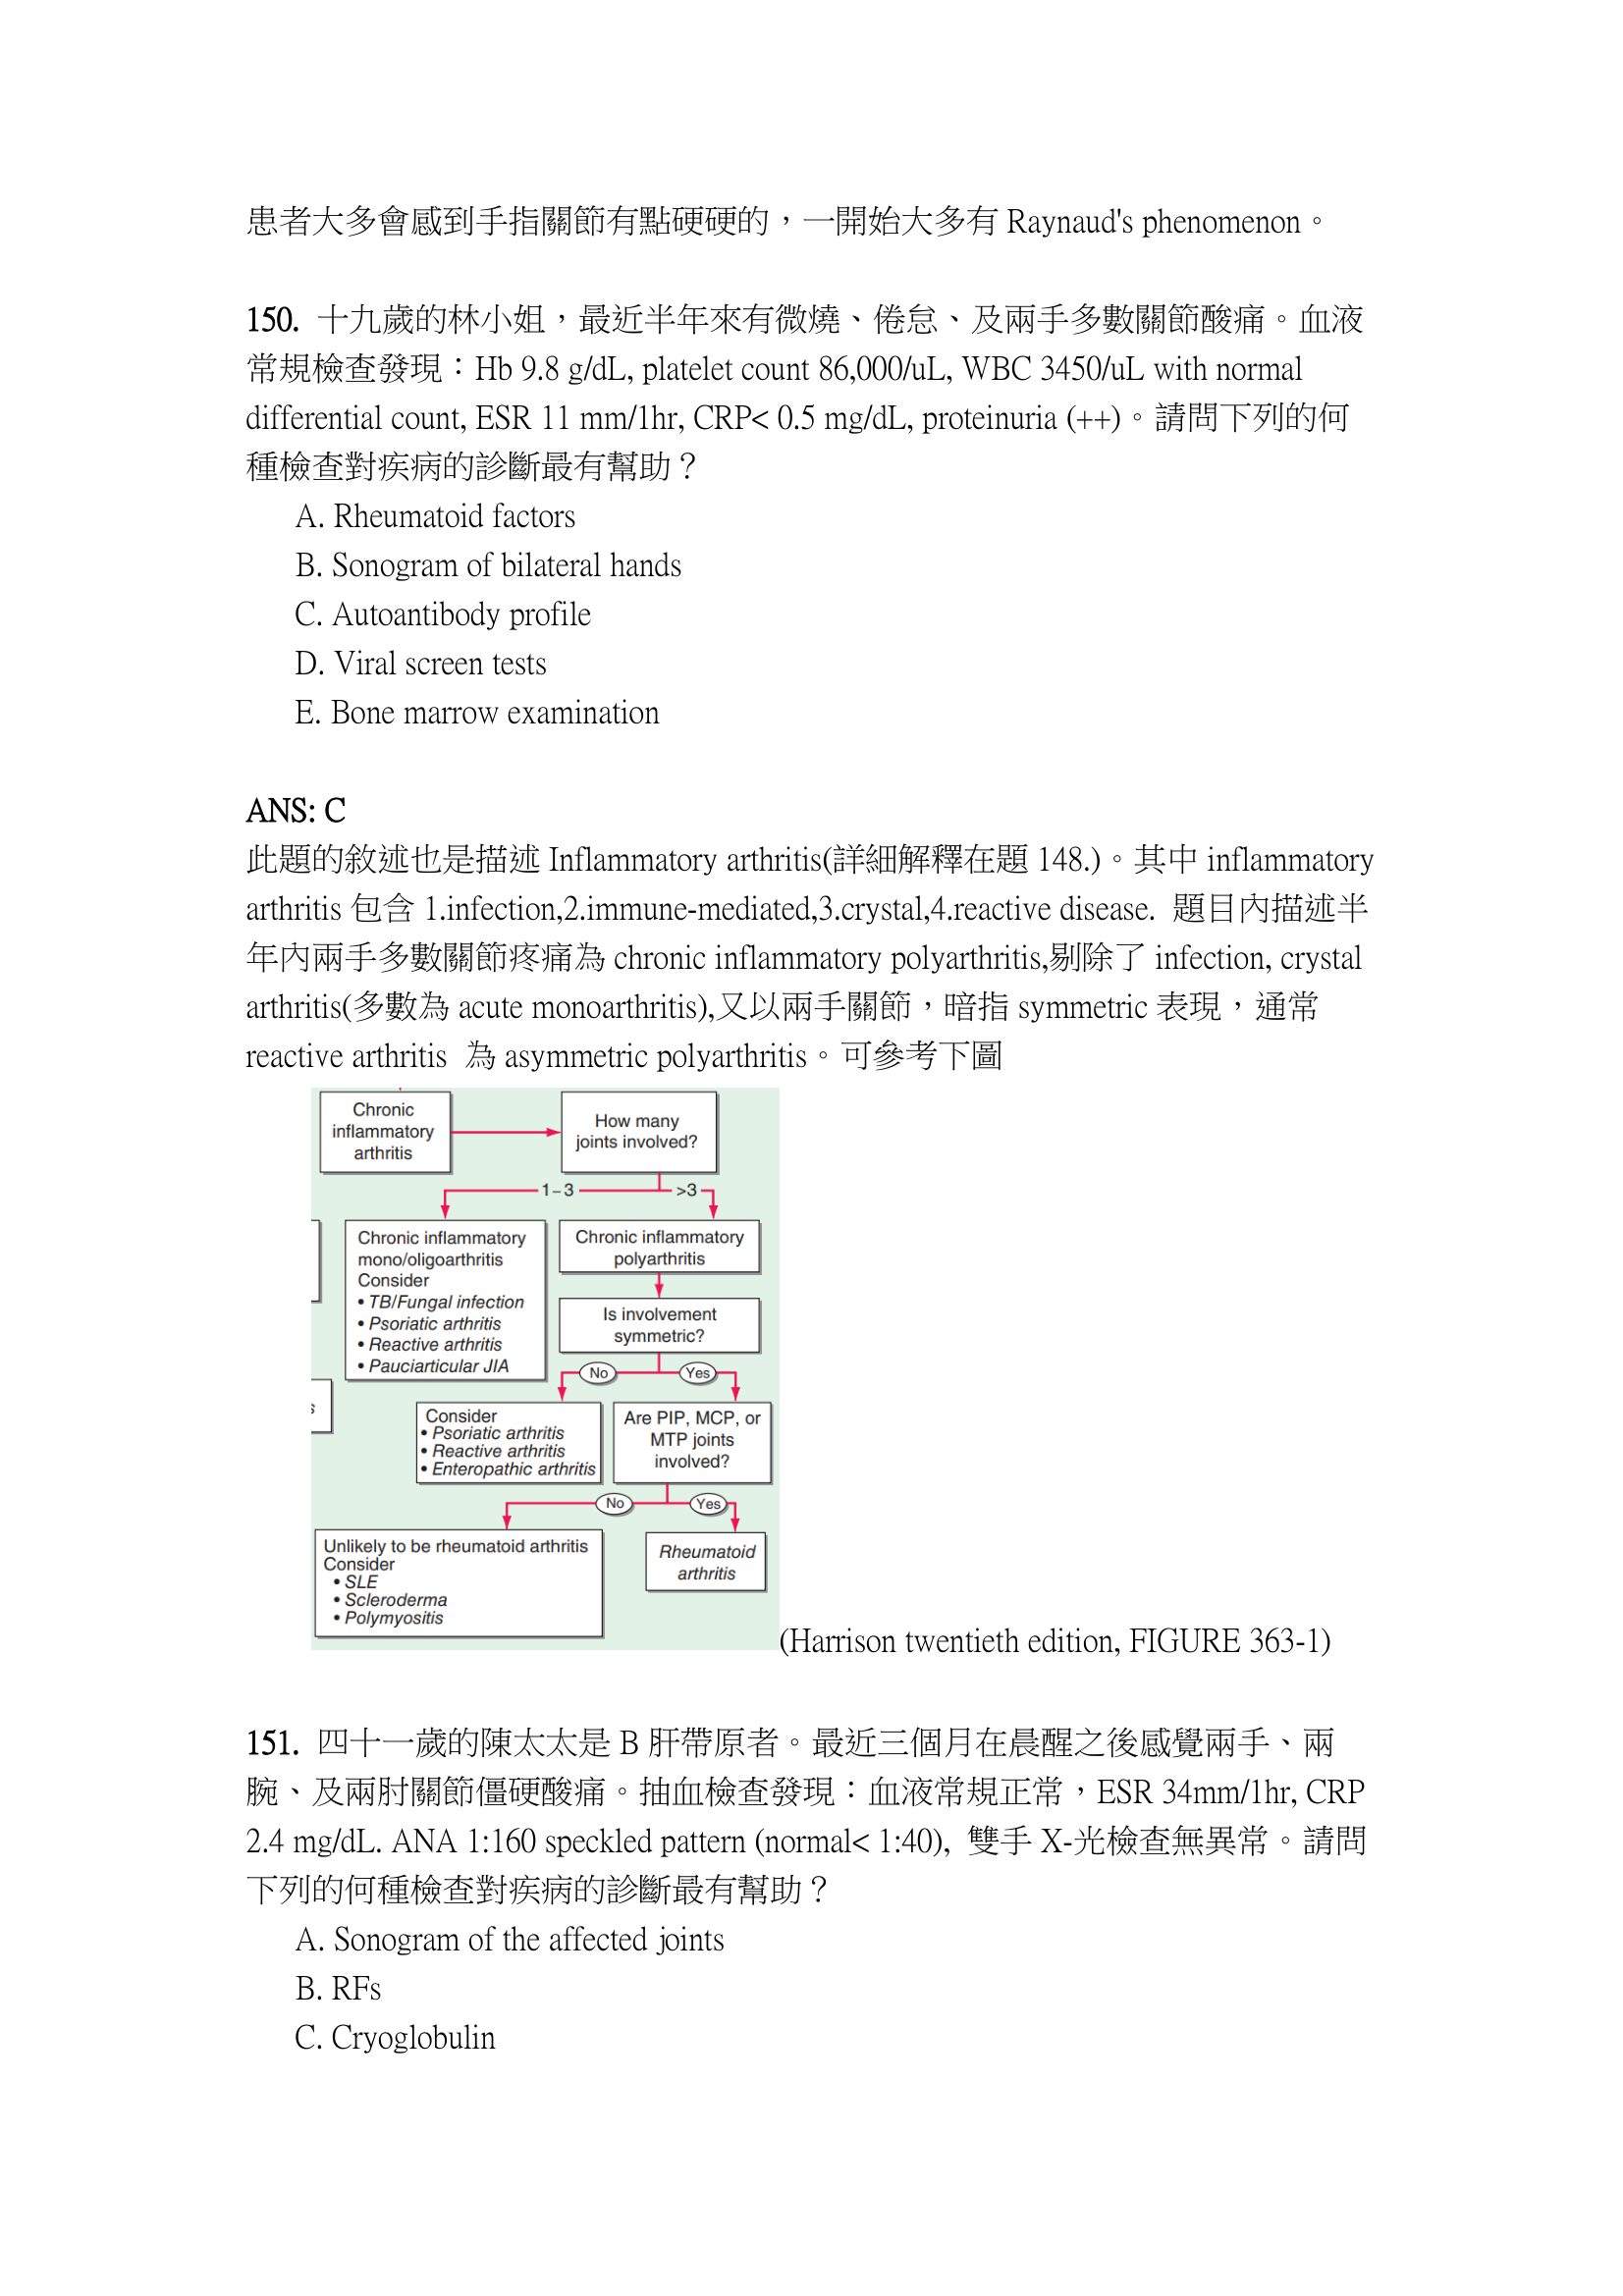 患者大多會感到手指關節有點硬硬的，一開始大多有 Raynaud's phenomenon。
150. 十九歲的林小姐，最近半年來有微燒、倦怠、及兩手多數關節酸痛。血液
常規檢查發現：Hb 9.8 g/dL, platelet count 86,000/uL, WBC 3450/uL with normal
differential count, ESR 11 mm/1hr, CRP< 0.5 mg/dL, proteinuria (++)。請問下列的何
種檢查對疾病的診斷最有幫助？
A. Rheumatoid factors
B. Sonogram of bilateral hands
C. Autoantibody profile
D. Viral screen tests
E. Bone marrow examination
ANS: C
此題的敘述也是描述 Inflammatory arthritis(詳細解釋在題 148.)。其中 inflammatory
arthritis 包含 1.infection,2.immune-mediated,3.crystal,4.reactive disease. 題目內描述半
年內兩手多數關節疼痛為 chronic inflammatory polyarthritis,剔除了 infection, crystal
arthritis(多數為 acute monoarthritis),又以兩手關節，暗指 symmetric 表現，通常
reactive arthritis 為 asymmetric polyarthritis。可參考下圖
Chronic
inflammatory
arthritis
How many
joints involved?
1–3
>3
Chronic inflammatory
mono/oligoarthritis
Consider
• TB/Fungal infection
• Psoriatic arthritis
• Reactive arthritis
• Pauciarticular JIA
Chronic inflammatory
polyarthritis
Is involvement
symmetric?
No
Yes
s
Consider
• Psoriatic arthritis
• Reactive arthritis
• Enteropathic arthritis
Are PIP, MCP, or
MTP joints
involved?
No
Yes
Unlikely to be rheumatoid arthritis
Consider
• SLE
• Scleroderma
• Polymyositis
Rheumatoid
arthritis
(Harrison twentieth edition, FIGURE 363-1)
151. 四十一歲的陳太太是 B 肝帶原者。最近三個月在晨醒之後感覺兩手、兩
腕、及兩肘關節僵硬酸痛。抽血檢查發現：血液常規正常，ESR 34mm/1hr, CRP
2.4 mg/dL. ANA 1:160 speckled pattern (normal< 1:40), 雙手 X-光檢查無異常。請問
下列的何種檢查對疾病的診斷最有幫助？
A. Sonogram of the affected joints
B. RFs
C. Cryoglobulin